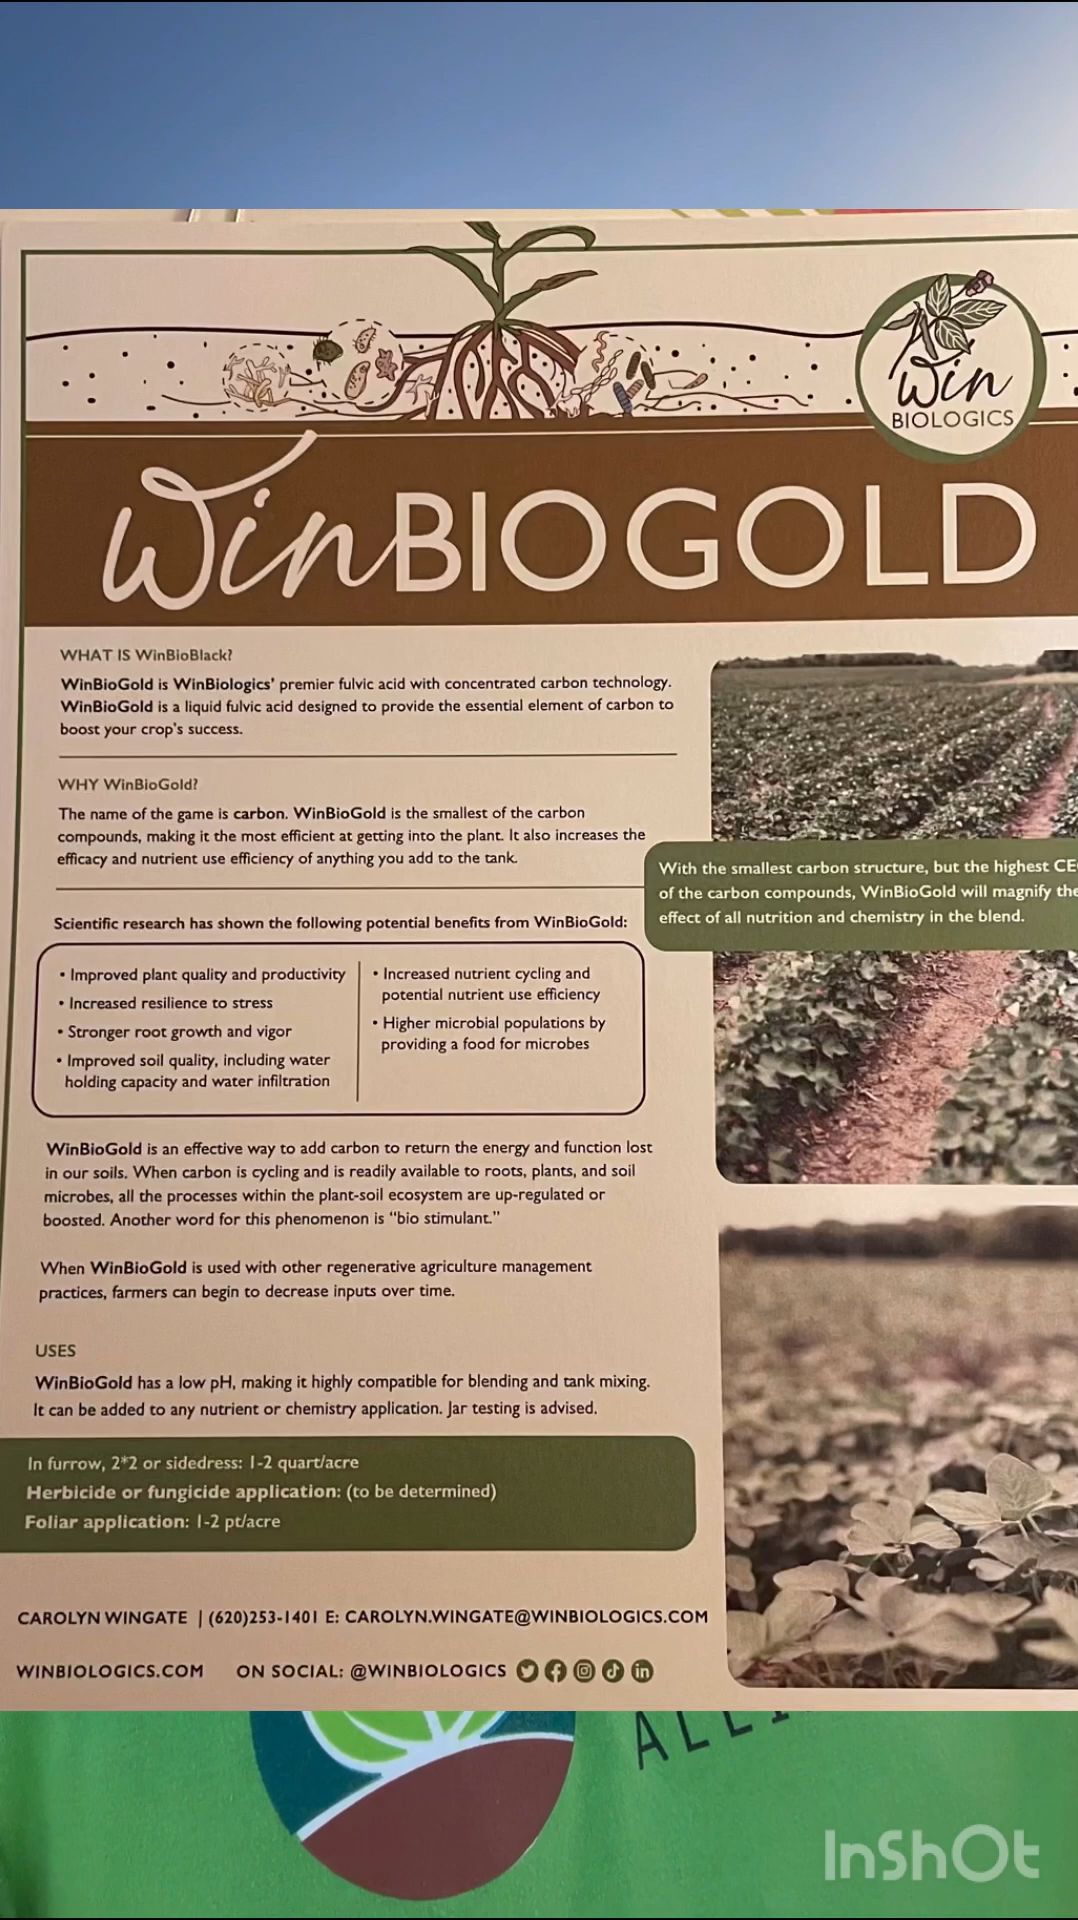 Win
BIOLOGICS
WinBIOGOLD
WHAT IS WinBioBlack?
WinBioGold is WinBiologics' premier fulvic acid with concentrated carbon technology.
WinBioGold is a liquid fulvic acid designed to provide the essential element of carbon to
boost your crop's success.
WHY WinBioGold?
The name of the game is carbon. WinBioGold is the smallest of the carbon
compounds, making it the most efficient at getting into the plant. It also increases the
efficacy and nutrient use efficiency of anything you add to the tank.
With the smallest carbon structure, but the highest CE
of the carbon compounds, WinBioGold will magnify the
effect of all nutrition and chemistry in the blend.
Scientific research has shown the following potential benefits from WinBioGold:
• Improved plant quality and productivity
• Increased resilience to stress
• Stronger root growth and vigor
• Improved soil quality, including water
holding capacity and water infiltration
• Increased nutrient cycling and
potential nutrient use efficiency
• Higher microbial populations by
providing a food for microbes
WinBioGold is an effective way to add carbon to return the energy and function lost
in our soils. When carbon is cycling and is readily available to roots, plants, and soil
microbes, all the processes within the plant-soil ecosystem are up-regulated or
boosted. Another word for this phenomenon is "bio stimulant."
When WinBioGold is used with other regenerative agriculture management
practices, farmers can begin to decrease inputs over time.
USES
WinBioGold has a low pH, making it highly compatible for blending and tank mixing.
It can be added to any nutrient or chemistry application. Jar testing is advised.
In furrow, 2*2 or sidedress: 1-2 quart/acre
Herbicide or fungicide application: (to be determined)
Foliar application: 1-2 pt/acre
CAROLYN WINGATE | (620)253-1401 E: CAROLYN.WINGATE@WINBIOLOGICS.COM
WINBIOLOGICS.COM ON SOCIAL: @WINBIOLOGICS
InShOt